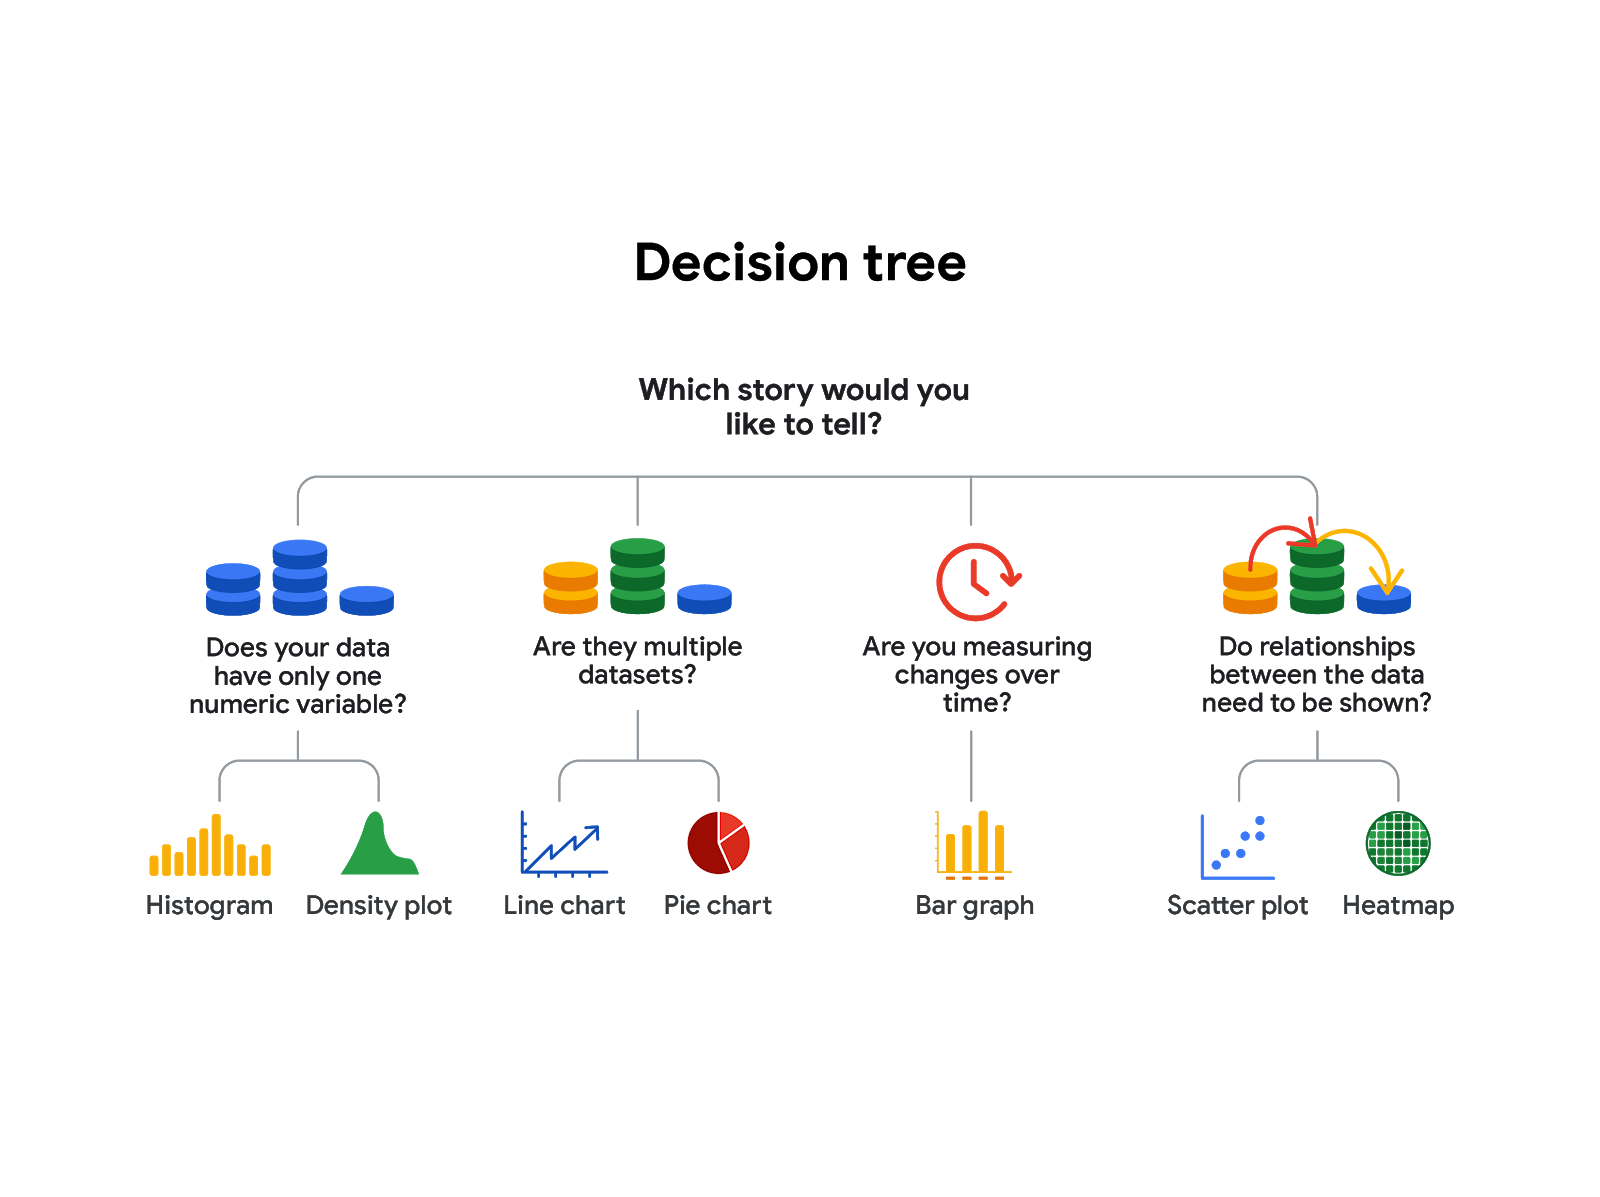 Decision tree
Which story would you
like to tell?
Does your data
have only one
numeric variable?
Are they multiple
datasets?
Are you measuring
changes over
time?
Do relationships
between the data
need to be shown?
Histogram
Density plot
Line chart
Pie chart
Bar graph
Scatter plot
Heatmap